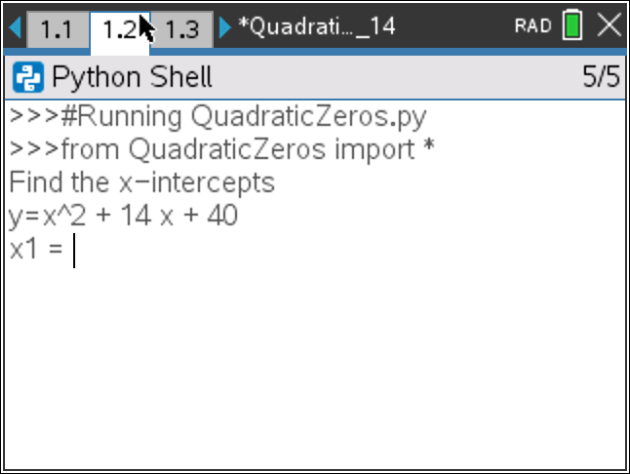 1.1 1.2 1.3 *Quadrati..._14 RAD
Python Shell 5/5
>>>#Running QuadraticZeros.py
>>>from QuadraticZeros import *
Find the x-intercepts
y=x^2 + 14 x + 40
x1 =